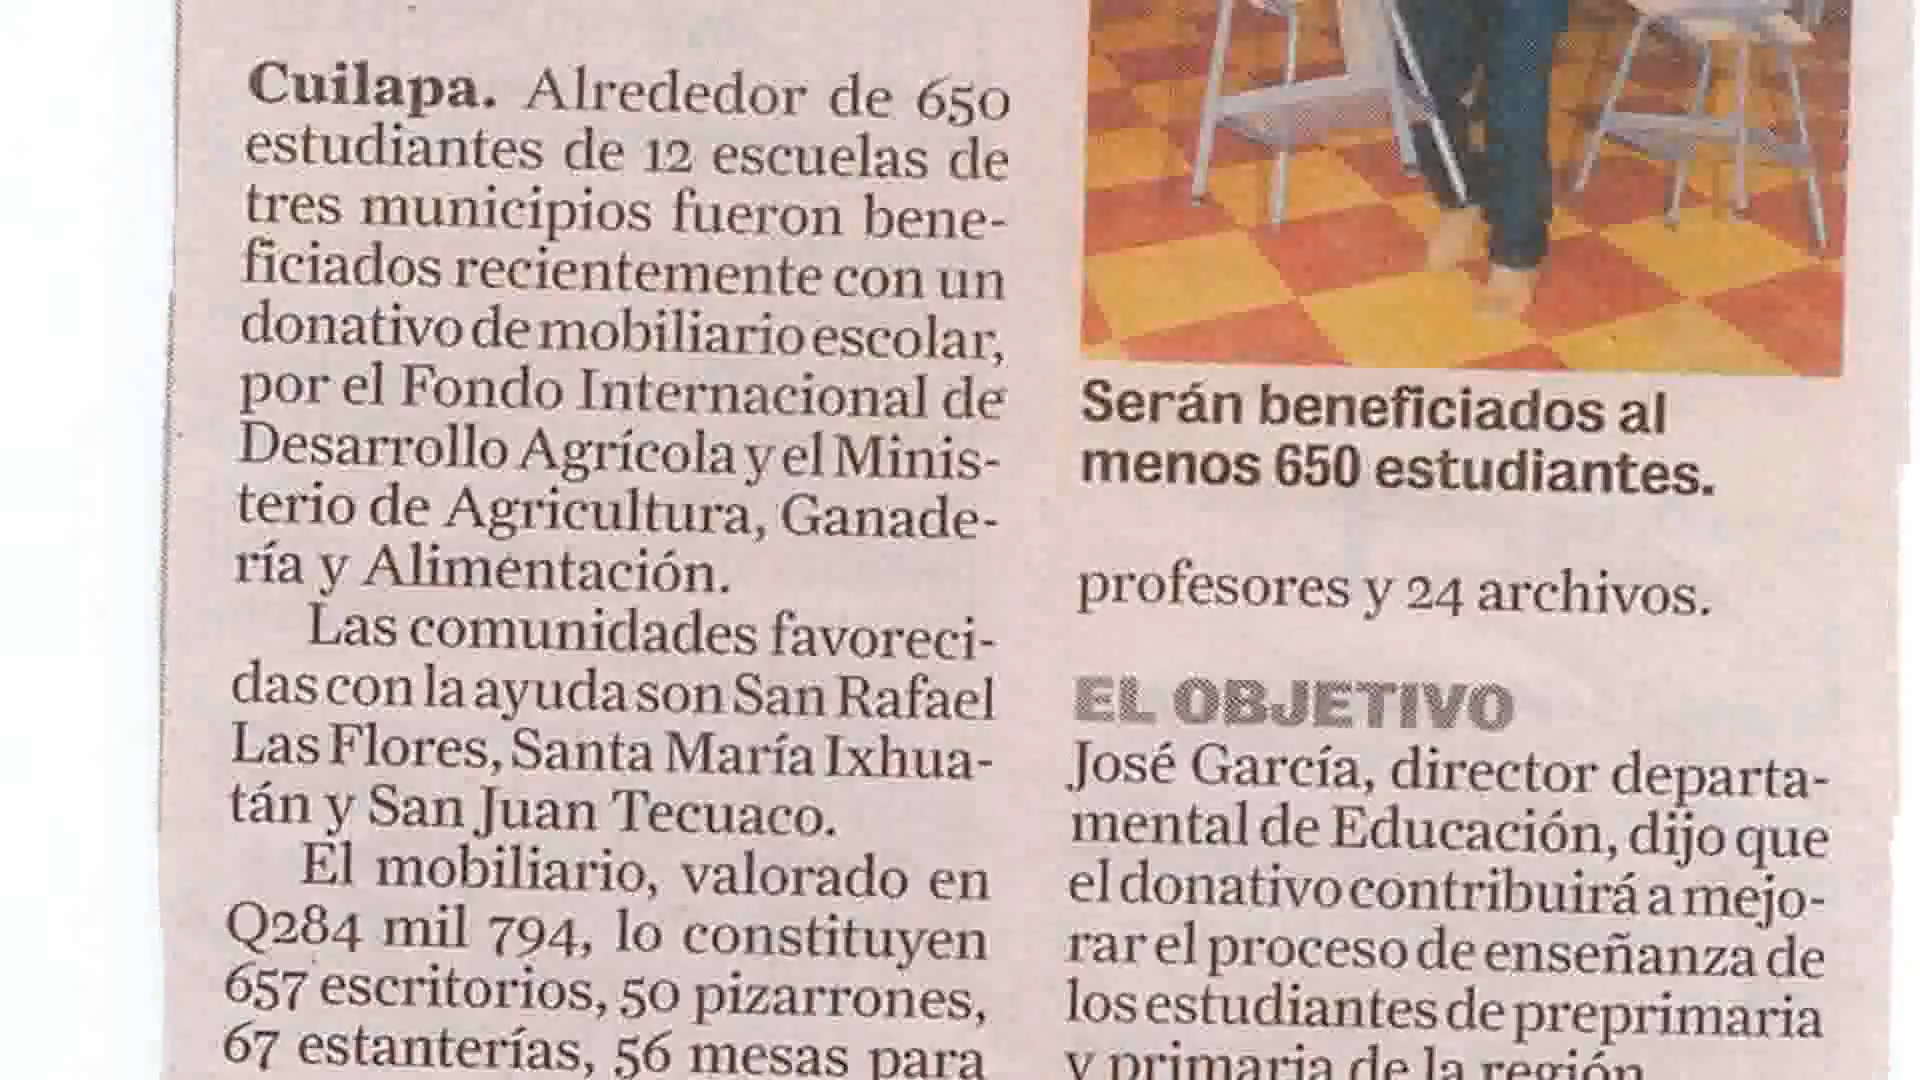 Cuilapa. Alrededor de 650
estudiantes de 12 escuelas de
tres municipios fueron bene-
ficiados recientemente con un
donativo de mobiliario escolar,
por el Fondo Internacional de
Desarrollo Agrícola y el Minis-
terio de Agricultura, Ganade-
ría y Alimentación.
Las comunidades favoreci-
das con la ayuda son San Rafael
Las Flores, Santa María Ixhua-
tán y San Juan Tecuaco.
El mobiliario, valorado en
Q284 mil 794, lo constituyen
657 escritorios, 50 pizarrones,
67 estanterías, 56 mesas para
Serán beneficiados al
menos 650 estudiantes.
profesores y 24 archivos.
EL OBJETIVO
José García, director departa-
mental de Educación, dijo que
el donativo contribuirá a mejo-
rar el proceso de enseñanza de
los estudiantes de preprimaria
y primaria de la región.